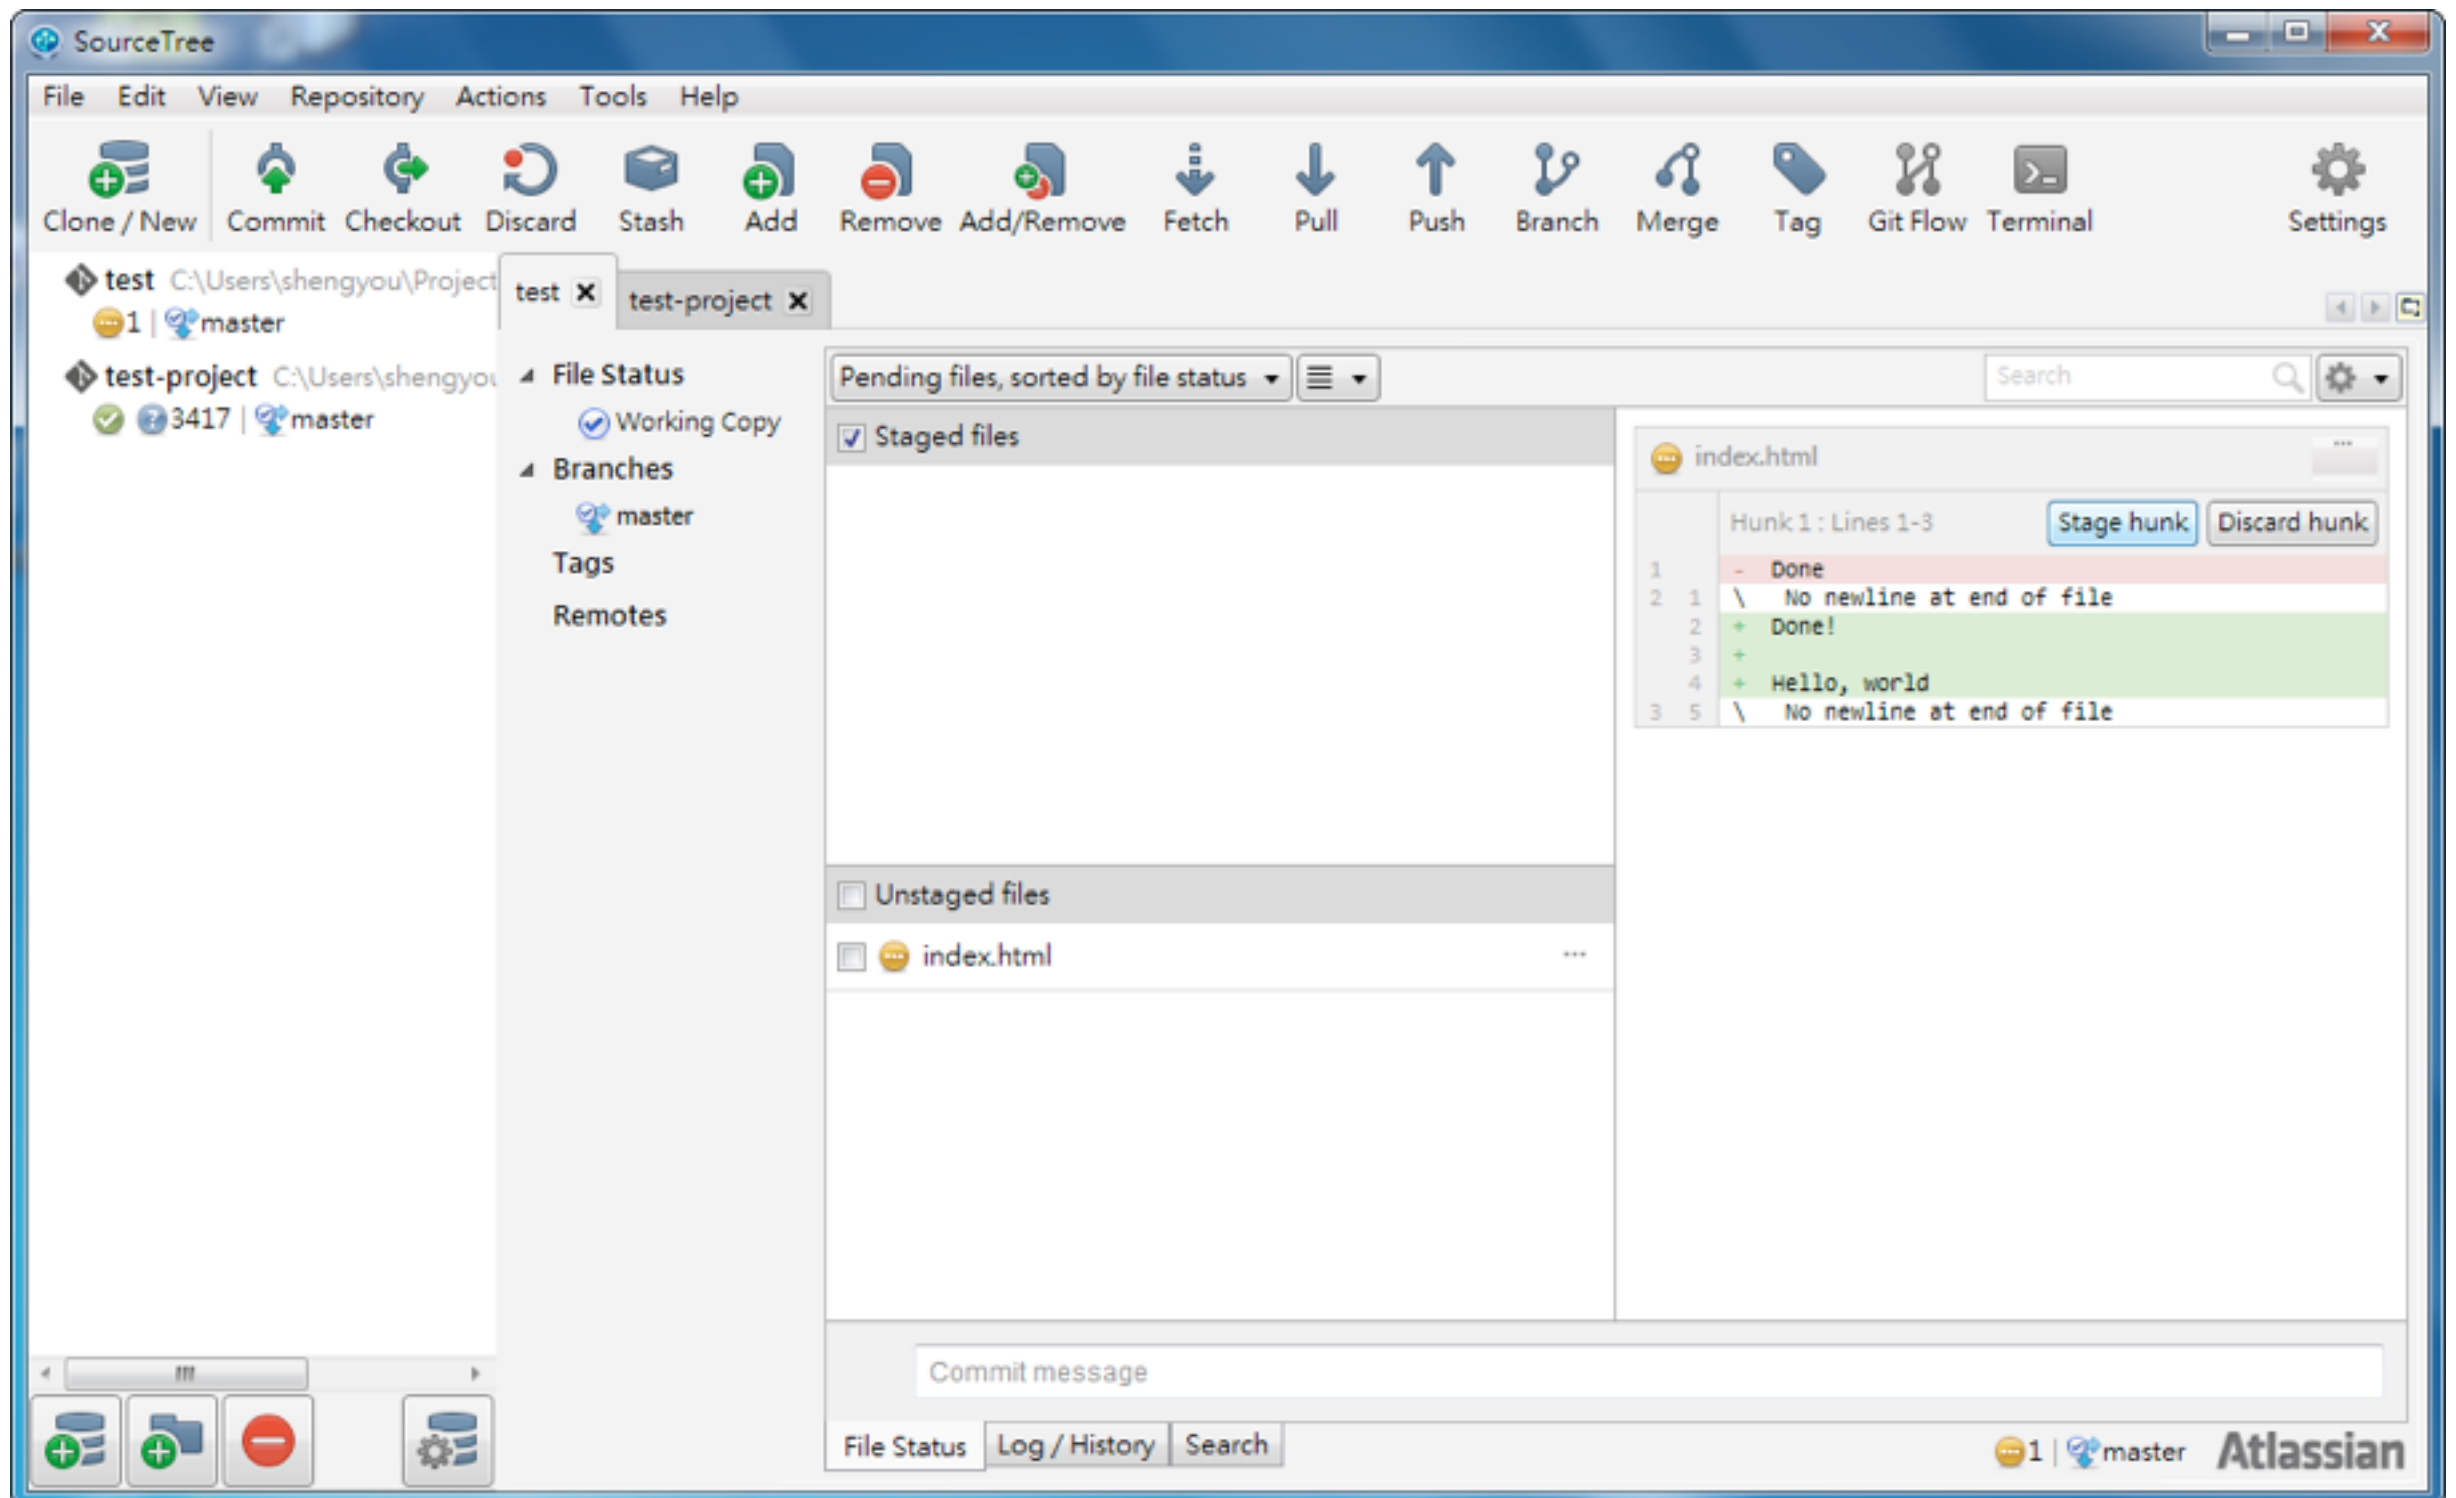 SourceTree
File Edit View Repository Actions Tools Help
Clone / New Commit Checkout Discard Stash Add Remove Add/Remove Fetch Pull Push Branch Merge Tag Git Flow Terminal Settings
test C:\Users\shengyou\Project
1 | master
test-project C:\Users\shengyou
3417 | master
test test-project
File Status
Working Copy
Branches
master
Tags
Remotes
Pending files, sorted by file status
Search
Staged files
Unstaged files
index.html ...
index.html ...
Hunk 1 : Lines 1-3 Stage hunk Discard hunk
1 - Done
2 1 \ No newline at end of file
2 + Done!
3 +
4 + Hello, world
3 5 \ No newline at end of file
Commit message
File Status Log / History Search
1 | master Atlassian